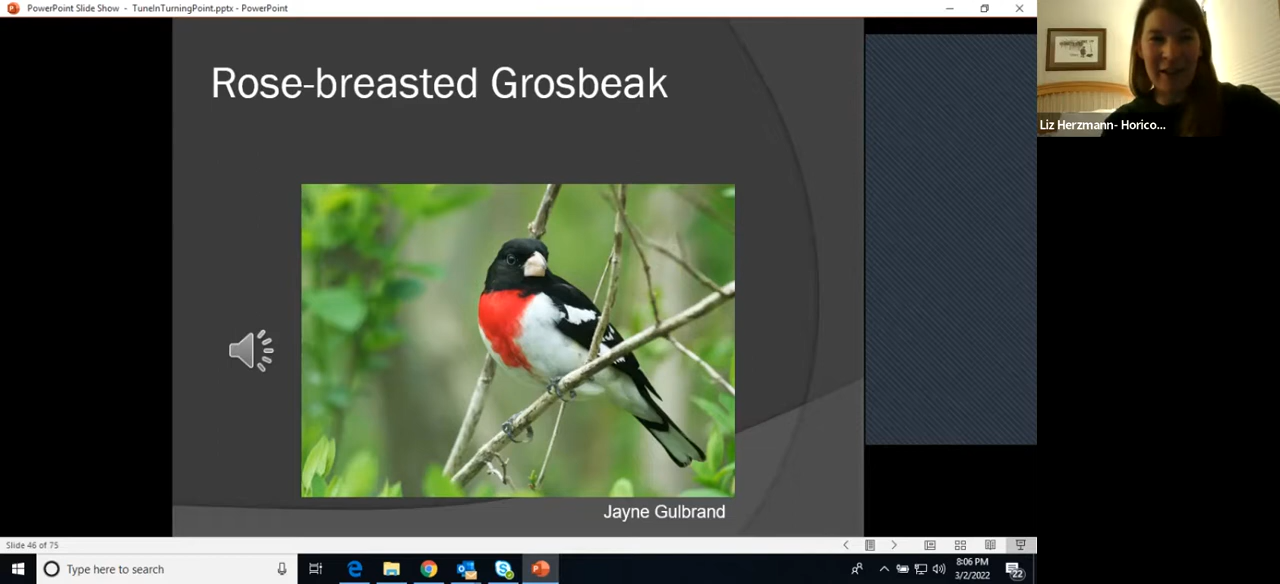 PowerPoint Slide Show - TuneInTurningPoint.pptx - PowerPoint
Rose-breasted Grosbeak
Liz Herzmann- Horico...
Jayne Gulbrand
Slide 46 of 75
Type here to search
8:06 PM
3/2/2022
22